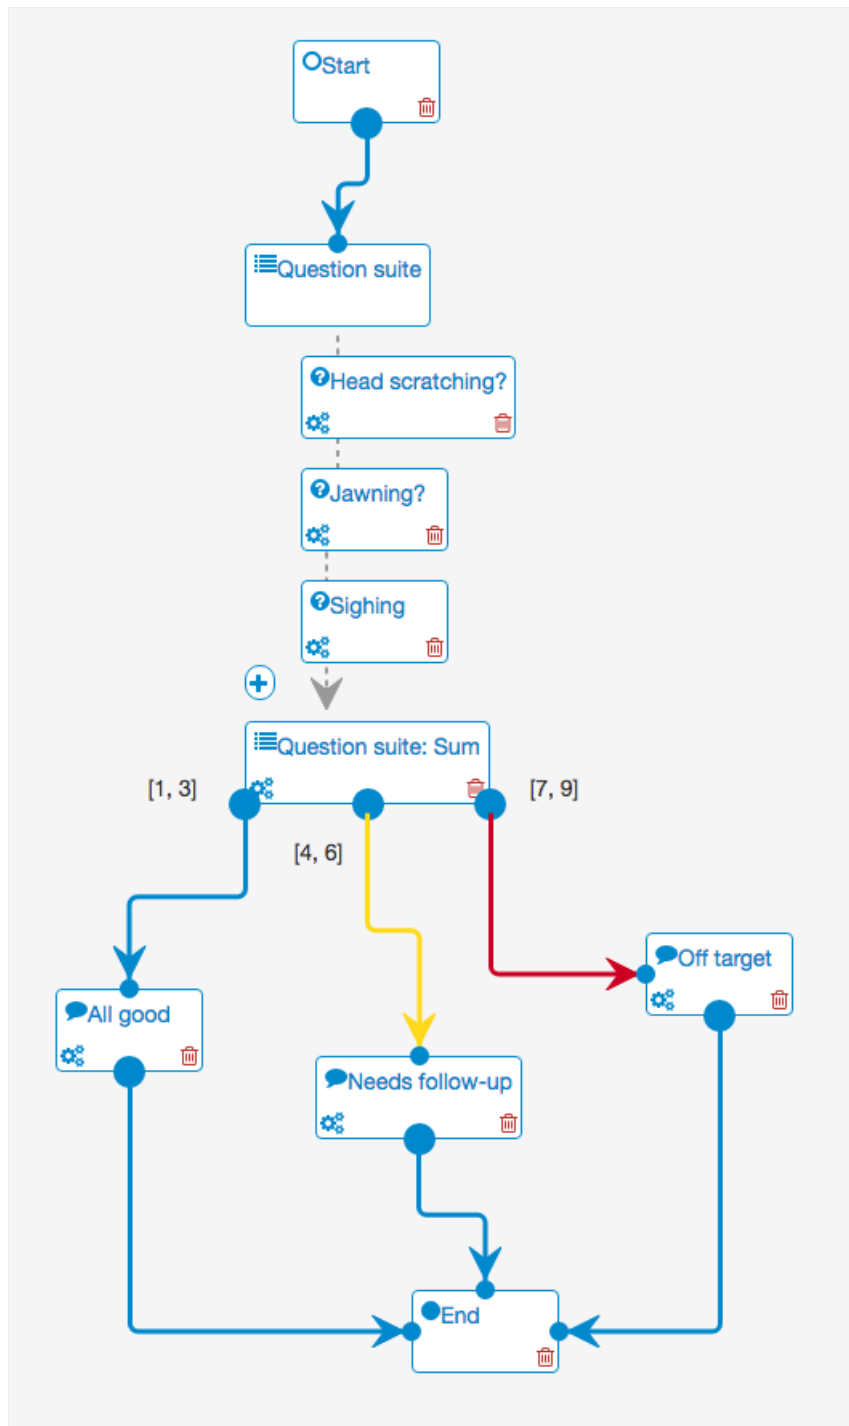 Start
Question suite
Head scratching?
Jawning?
Sighing
Question suite: Sum
[1, 3]
[7, 9]
[4, 6]
Off target
All good
Needs follow-up
End